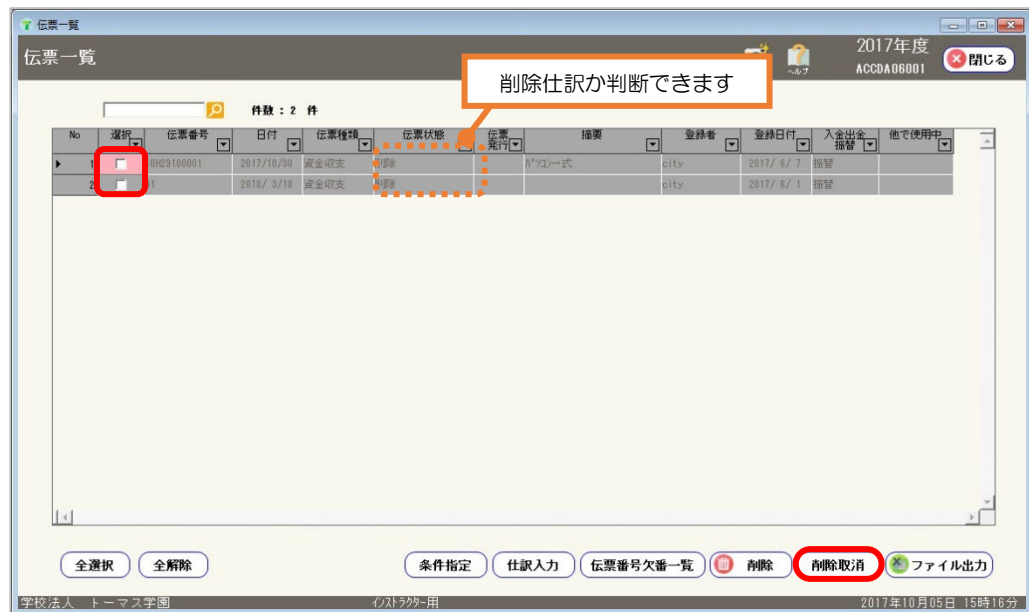 伝票一覧
伝票一覧
ヘルプ
2017年度
ACCDA06001
閉じる
削除仕訳か判断できます
件数：2 件
No 選択 伝票番号 日付 伝票種類 伝票状態 伝票発行 摘要 登録者 登録日付 入金出金振替 他で使用中
1 2017/10/30 資金収支 削除 ﾊﾟｿｺﾝ一式 city 2017/ 6/ 7 振替
2 2018/ 3/10 資金収支 削除 city 2017/ 6/ 1 振替
全選択 全解除 条件指定 仕訳入力 伝票番号欠番一覧 削除 削除取消 ファイル出力
学校法人 トーマス学園 ｲﾝｽﾄﾗｸﾀｰ用 2017年10月05日 15時16分